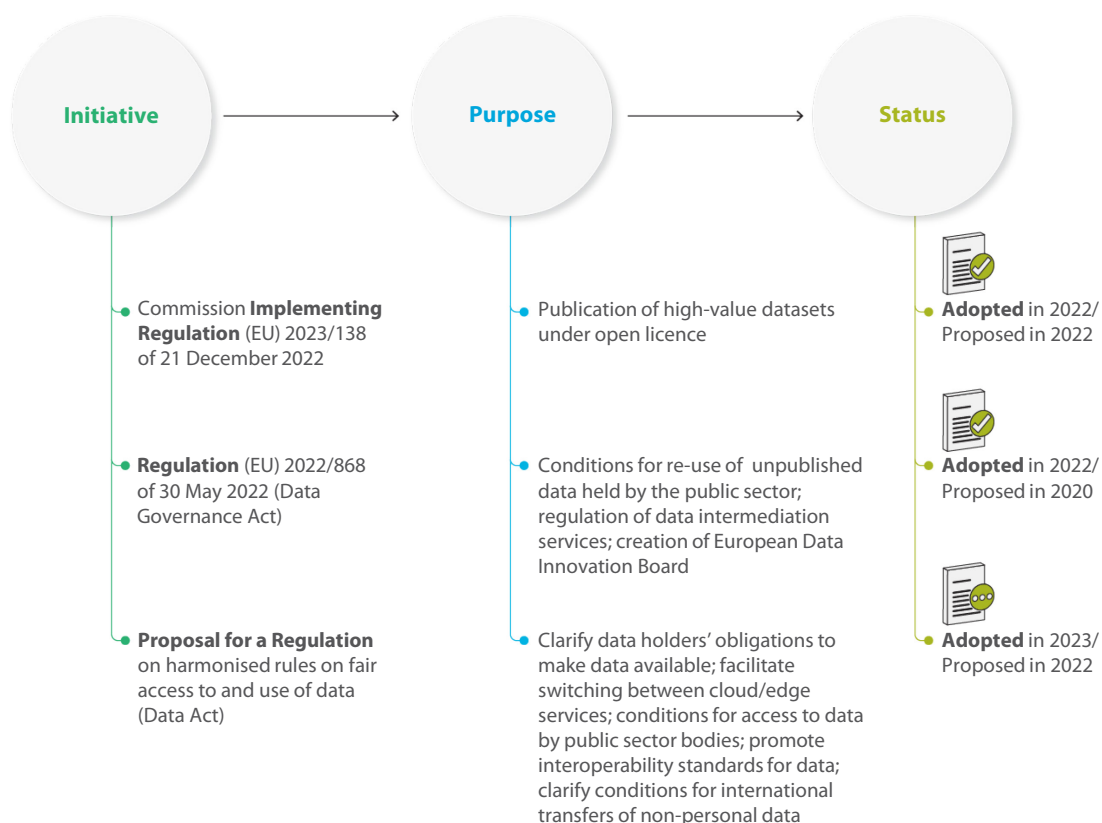 Initiative
Purpose
Status
Commission Implementing
Regulation (EU) 2023/138
of 21 December 2022
Publication of high-value datasets
under open licence
Adopted in 2022/
Proposed in 2022
Regulation (EU) 2022/868
of 30 May 2022 (Data
Governance Act)
Conditions for re-use of unpublished
data held by the public sector;
regulation of data intermediation
services; creation of European Data
Innovation Board
Adopted in 2022/
Proposed in 2020
Proposal for a Regulation
on harmonised rules on fair
access to and use of data
(Data Act)
Clarify data holders’ obligations to
make data available; facilitate
switching between cloud/edge
services; conditions for access to data
by public sector bodies; promote
interoperability standards for data;
clarify conditions for international
transfers of non-personal data
Adopted in 2023/
Proposed in 2022